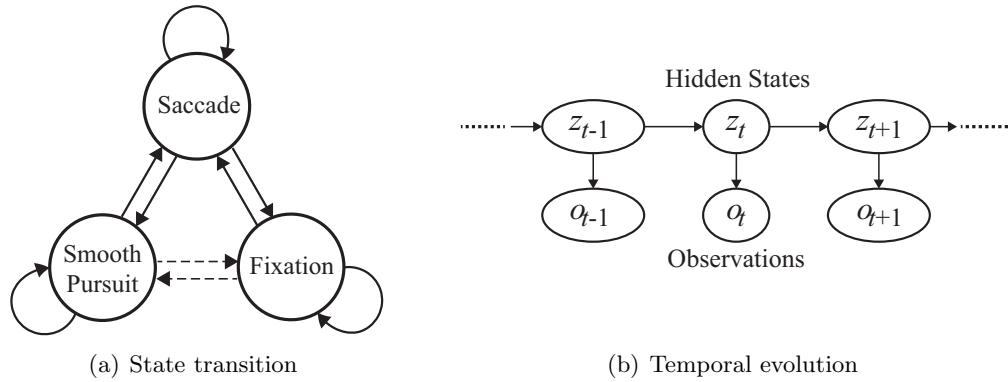 Saccade
Smooth
Pursuit
Fixation
(a) State transition
Hidden States
z_{t-1} z_t z_{t+1}
o_{t-1} o_t o_{t+1}
Observations
(b) Temporal evolution